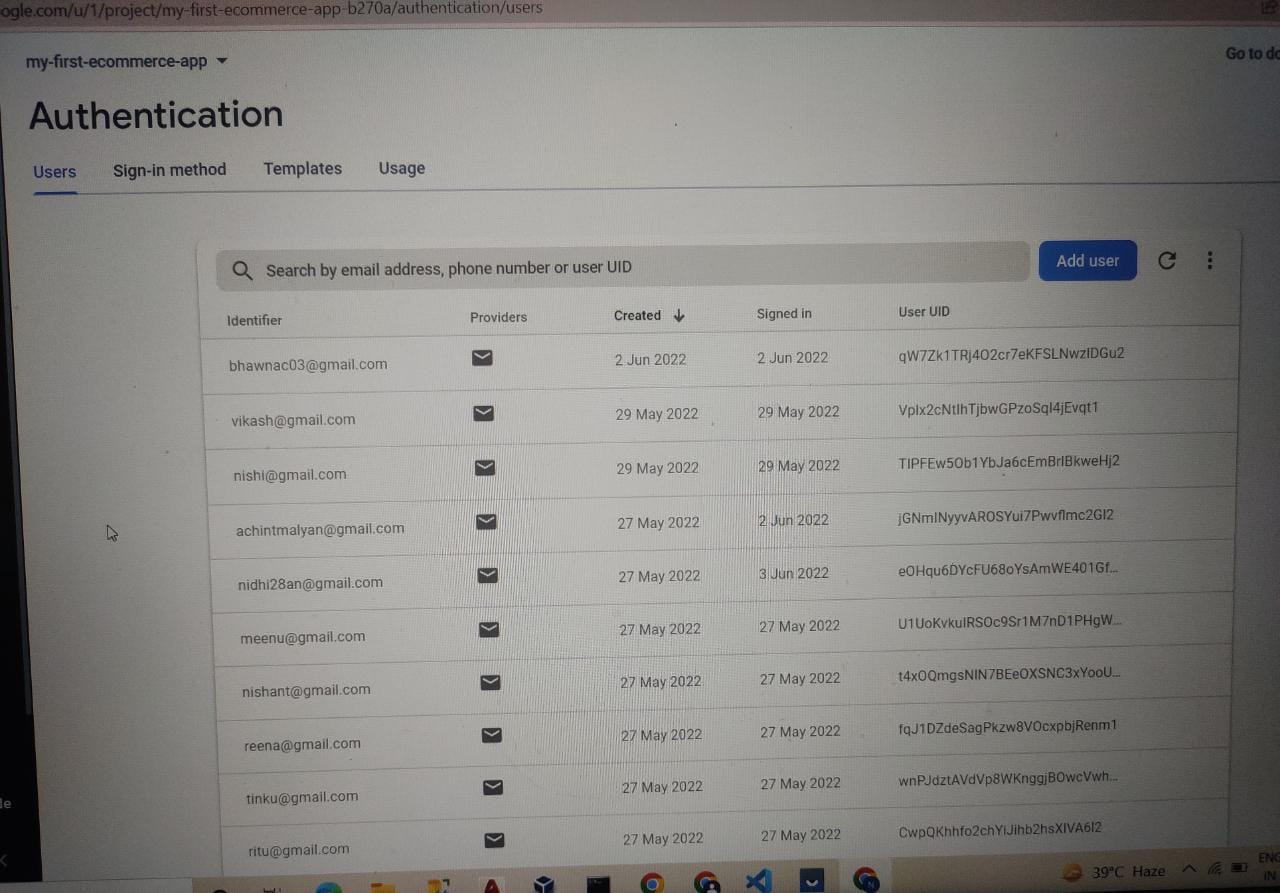 ogle.com/u/1/project/my-first-ecommerce-app-b270a/authentication/users
my-first-ecommerce-app
Go to do
Authentication
Users Sign-in method Templates Usage
Search by email address, phone number or user UID Add user
Identifier Providers Created Signed in User UID
bhawnac03@gmail.com 2 Jun 2022 2 Jun 2022 qW7Zk1TRj4O2cr7eKFSLNwzIDGu2
vikash@gmail.com 29 May 2022 29 May 2022 VpIx2cNtIhTjbwGPzoSqI4jEvqt1
nishi@gmail.com 29 May 2022 29 May 2022 TIPFEw5Ob1YbJa6cEmBrIBkweHj2
achintmalyan@gmail.com 27 May 2022 2 Jun 2022 jGNmINyyvAROSYui7Pwvflmc2GI2
nidhi28an@gmail.com 27 May 2022 3 Jun 2022 eOHqu6DYcFU68oYsAmWE401Gf...
meenu@gmail.com 27 May 2022 27 May 2022 U1UoKvkuIRSOc9Sr1M7nD1PHgW...
nishant@gmail.com 27 May 2022 27 May 2022 t4xOQmgsNIN7BEeOXSNC3xYooU...
reena@gmail.com 27 May 2022 27 May 2022 fqJ1DZdeSagPkzw8VOcxpbjRenm1
tinku@gmail.com 27 May 2022 27 May 2022 wnPJdztAVdVp8WKnggjBOwcVwh...
ritu@gmail.com 27 May 2022 27 May 2022 CwpQKhhfo2chYiJihb2hsXIVA6I2
le
39°C Haze
ENG
IN